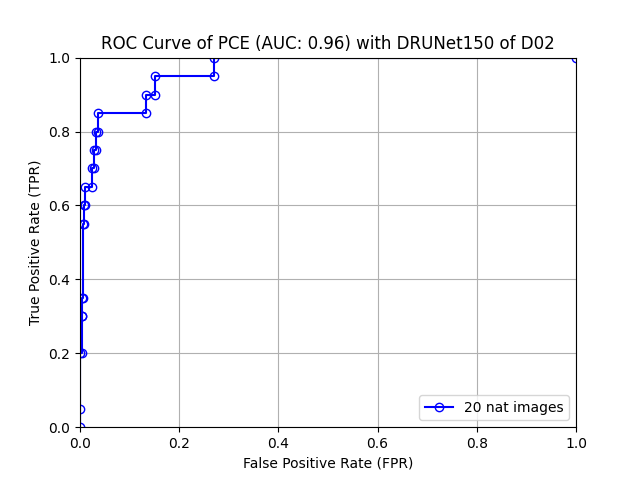 ROC Curve of PCE (AUC: 0.96) with DRUNet150 of D02
True Positive Rate (TPR)
1.0
0.8
0.6
0.4
0.2
0.0
20 nat images
0.0 0.2 0.4 0.6 0.8 1.0
False Positive Rate (FPR)